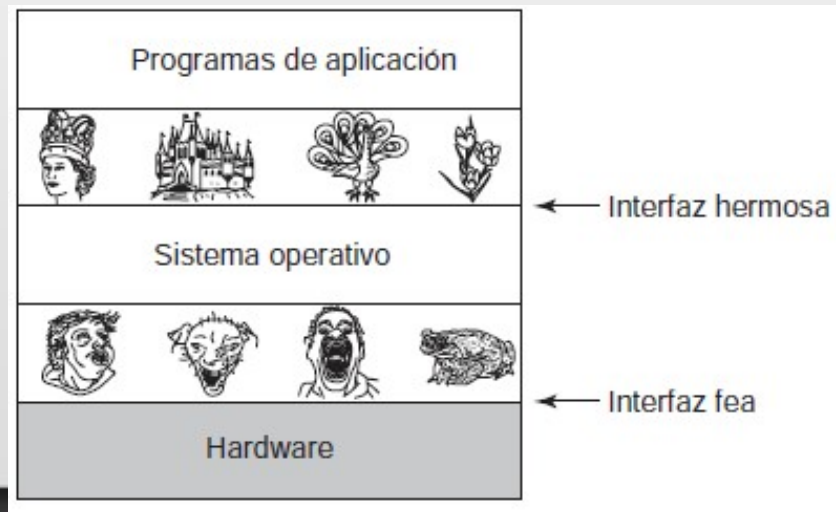 Programas de aplicación
Interfaz hermosa
Sistema operativo
Interfaz fea
Hardware